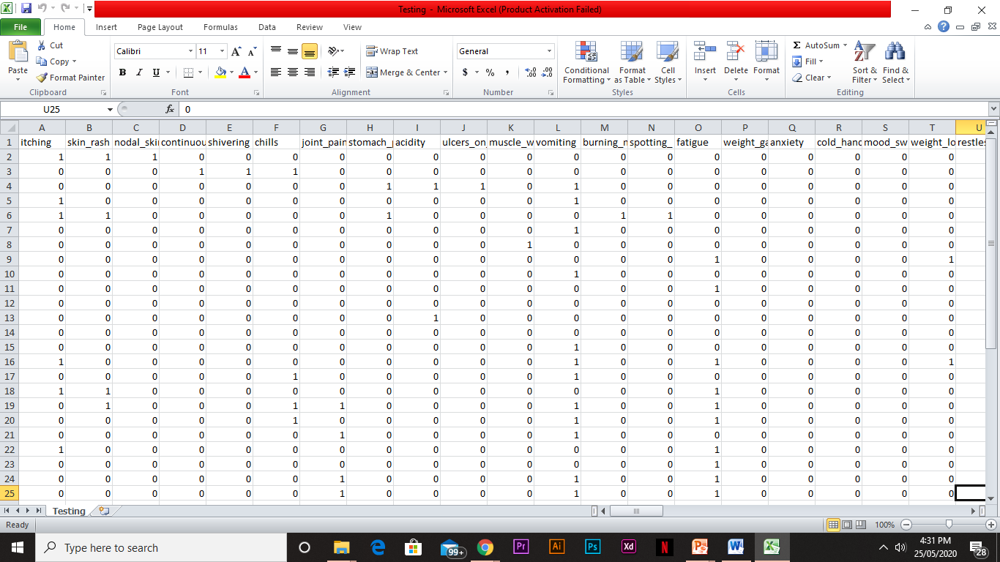 Testing - Microsoft Excel (Product Activation Failed)
File Home Insert Page Layout Formulas Data Review View
Cut
Copy
Format Painter
Paste
Clipboard
Calibri 11
B I U
Font
Wrap Text
Merge & Center
Alignment
General
$ % ,
Number
Conditional Formatting
Format as Table
Cell Styles
Styles
Insert Delete Format
Cells
AutoSum
Fill
Clear
Sort & Filter
Find & Select
Editing
U25 fx 0
A B C D E F G H I J K L M N O P Q R S T U
1 itching skin_rash nodal_ski continuou shivering chills joint_pain stomach_ acidity ulcers_on_ muscle_w vomiting burning_m spotting_ fatigue weight_ga anxiety cold_hand mood_sw weight_lo restles
2 1 1 1 0 0 0 0 0 0 0 0 0 0 0 0 0 0 0 0 0
3 0 0 0 1 1 1 0 0 0 0 0 0 0 0 0 0 0 0 0 0
4 0 0 0 0 0 0 0 1 1 1 0 1 0 0 0 0 0 0 0 0
5 1 0 0 0 0 0 0 0 0 0 0 1 0 0 0 0 0 0 0 0
6 1 1 0 0 0 0 0 1 0 0 0 0 1 1 0 0 0 0 0 0
7 0 0 0 0 0 0 0 0 0 0 0 1 0 0 0 0 0 0 0 0
8 0 0 0 0 0 0 0 0 0 0 1 0 0 0 0 0 0 0 0 0
9 0 0 0 0 0 0 0 0 0 0 0 0 0 0 1 0 0 0 0 1
10 0 0 0 0 0 0 0 0 0 0 0 1 0 0 0 0 0 0 0 0
11 0 0 0 0 0 0 0 0 0 0 0 0 0 0 1 0 0 0 0 0
12 0 0 0 0 0 0 0 0 0 0 0 0 0 0 0 0 0 0 0 0
13 0 0 0 0 0 0 0 0 1 0 0 0 0 0 0 0 0 0 0 0
14 0 0 0 0 0 0 0 0 0 0 0 0 0 0 0 0 0 0 0 0
15 0 0 0 0 0 0 0 0 0 0 0 1 0 0 0 0 0 0 0 0
16 1 0 0 0 0 0 0 0 0 0 0 1 0 0 1 0 0 0 0 1
17 0 0 0 0 0 1 0 0 0 0 0 1 0 0 0 0 0 0 0 0
18 1 1 0 0 0 0 0 0 0 0 0 0 0 0 1 0 0 0 0 0
19 0 1 0 0 0 1 1 0 0 0 0 1 0 0 1 0 0 0 0 0
20 0 0 0 0 0 1 0 0 0 0 0 1 0 0 1 0 0 0 0 0
21 0 0 0 0 0 0 1 0 0 0 0 1 0 0 0 0 0 0 0 0
22 1 0 0 0 0 0 0 0 0 0 0 0 0 0 1 0 0 0 0 0
23 0 0 0 0 0 0 0 0 0 0 0 0 0 0 1 0 0 0 0 0
24 0 0 0 0 0 0 1 0 0 0 0 1 0 0 1 0 0 0 0 0
25 0 0 0 0 0 0 1 0 0 0 0 1 0 0 1 0 0 0 0 0
Testing
Ready 100%
Type here to search
99+
Pr Ai Ps Xd N
4:31 PM
25/05/2020
28